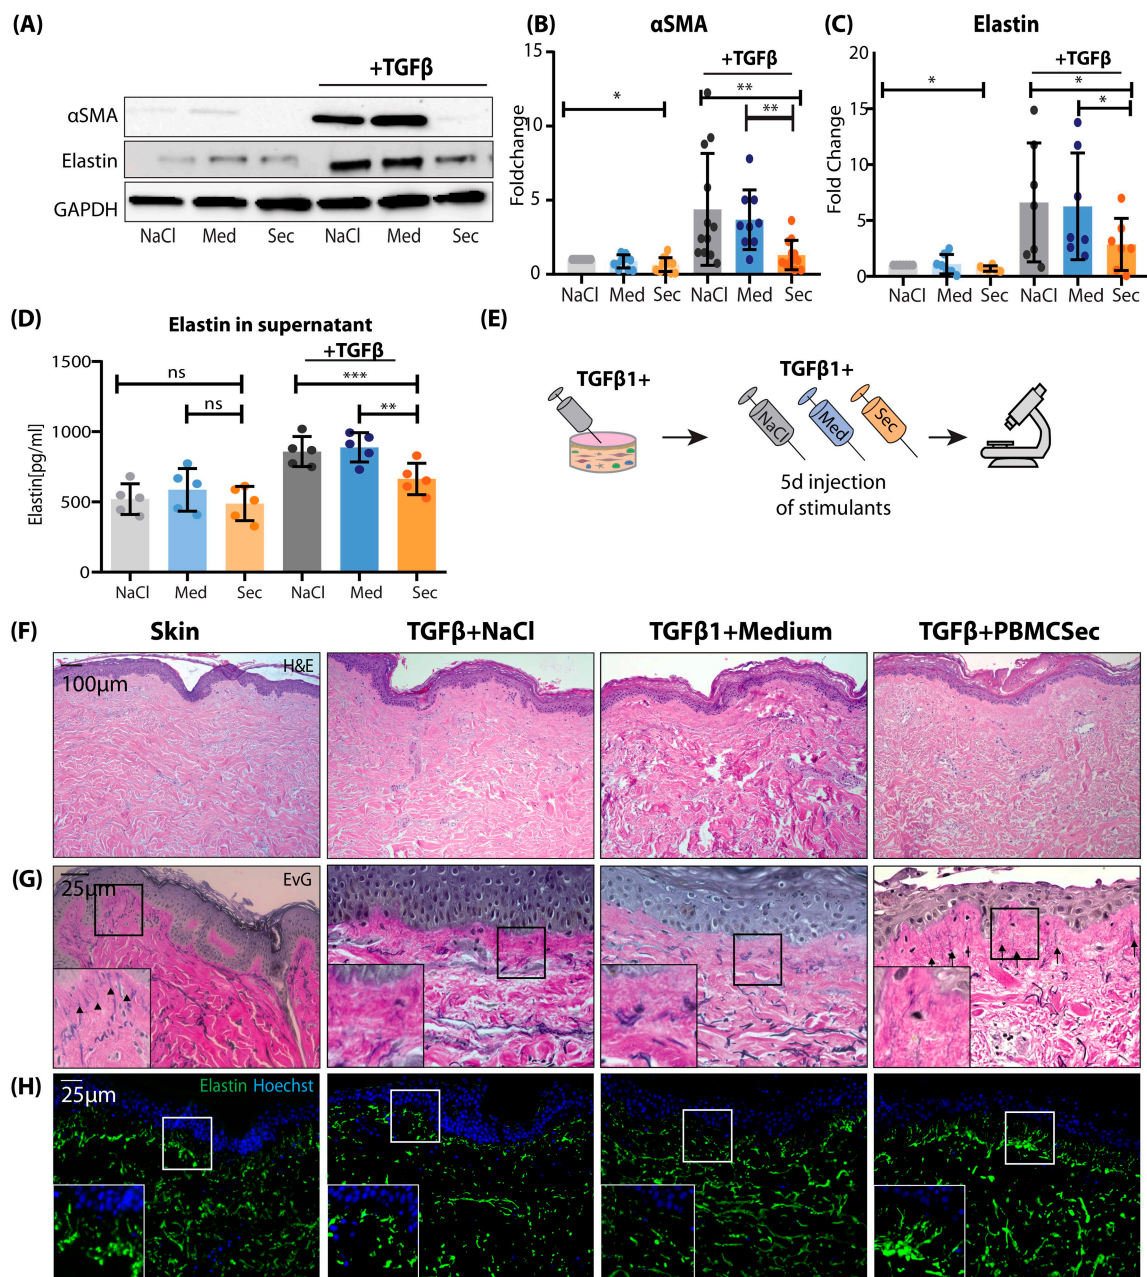 (A)
+TGFβ
αSMA
Elastin
GAPDH
NaCl Med Sec NaCl Med Sec
(B) αSMA
+TGFβ
Foldchange
15
10
5
0
*
**
**
NaCl Med Sec NaCl Med Sec
(C) Elastin
+TGFβ
Fold Change
20
15
10
5
0
*
*
*
NaCl Med Sec NaCl Med Sec
(D) Elastin in supernatant
+TGFβ
Elastin[pg/ml]
1500
1000
500
0
ns
ns
***
**
NaCl Med Sec NaCl Med Sec
(E)
TGFβ1+
TGFβ1+
NaCl Med Sec
5d injection
of stimulants
(F) Skin TGFβ+NaCl TGFβ1+Medium TGFβ+PBMCSec
H&E
100µm
(G) EvG
25µm
(H) Elastin Hoechst
25µm